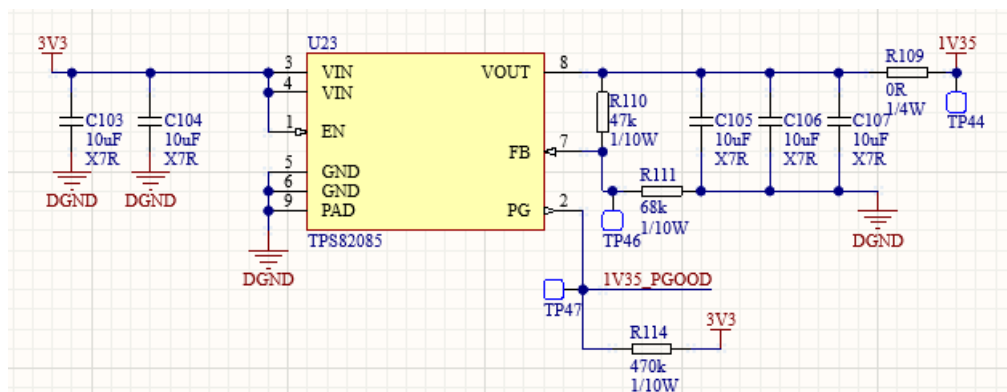 3V3
C103
10uF
X7R
DGND
C104
10uF
X7R
DGND
U23
3
VIN
4
VIN
1
EN
5
GND
6
GND
9
PAD
VOUT
8
FB
7
PG
2
TPS82085
DGND
R110
47k
1/10W
R111
68k
1/10W
TP46
C105
10uF
X7R
C106
10uF
X7R
C107
10uF
X7R
DGND
R109
0R
1/4W
1V35
TP44
TP47
1V35_PGOOD
R114
470k
1/10W
3V3